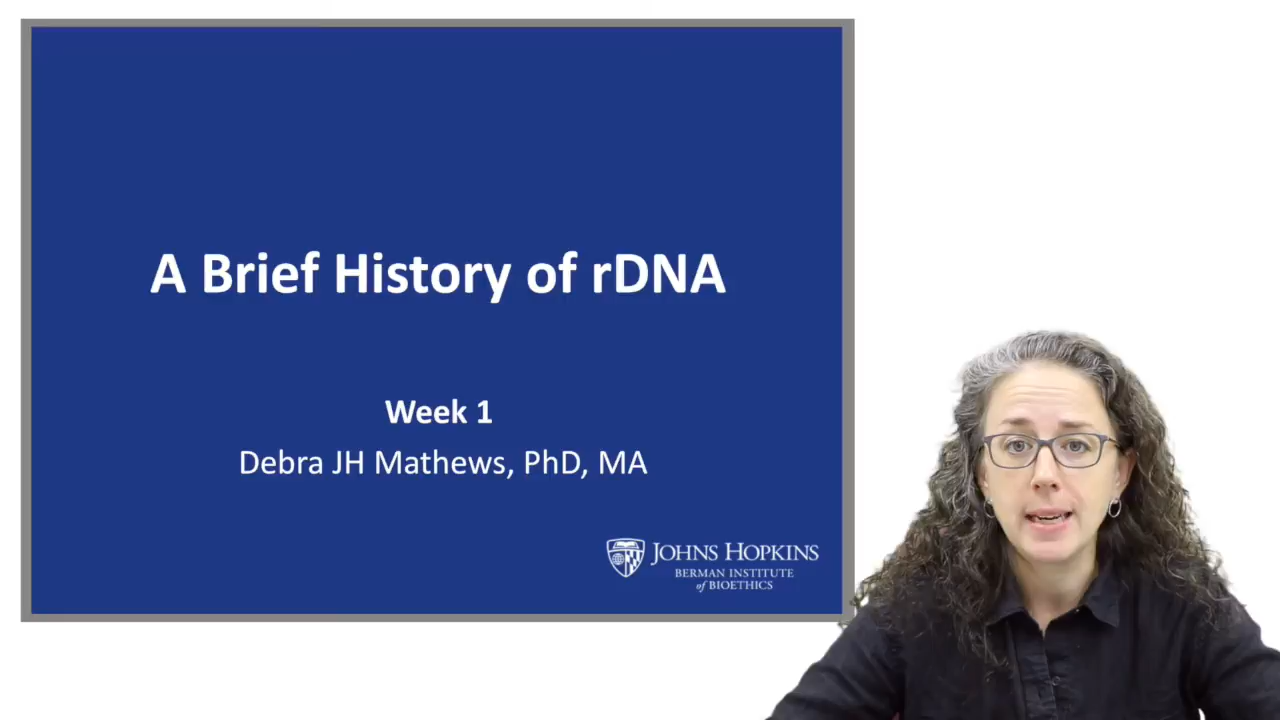 A Brief History of rDNA
Week 1
Debra JH Mathews, PhD, MA
JOHNS HOPKINS
BERMAN INSTITUTE
of BIOETHICS